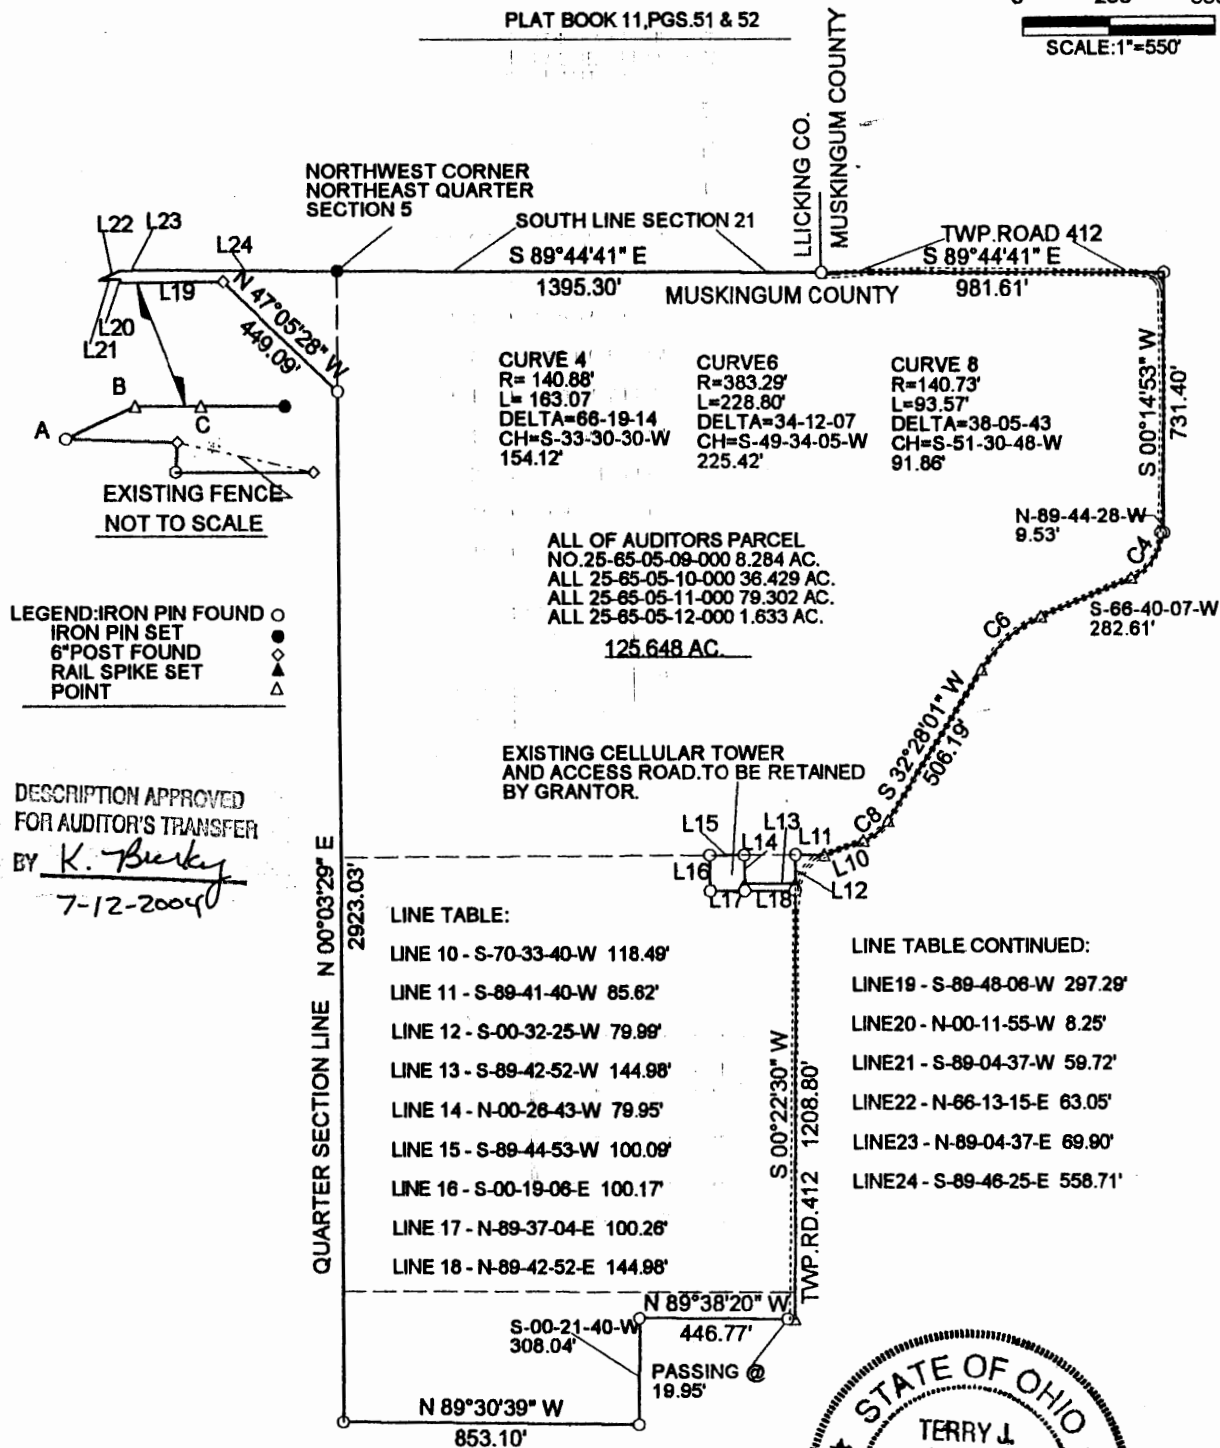 PLAT BOOK 11,PGS.51 & 52
SCALE:1"=550'
LLICKING CO.
MUSKINGUM COUNTY
NORTHWEST CORNER
NORTHEAST QUARTER
SECTION 5
SOUTH LINE SECTION 21
TWP.ROAD 412
L22
L23
L24
S 89°44'41" E
1395.30'
MUSKINGUM COUNTY
S 89°44'41" E
981.61'
L19
L20
L21
N 47°05'28" W
449.09'
B
A
C
EXISTING FENCE
NOT TO SCALE
CURVE 4
R= 140.88'
L= 163.07
DELTA=66-19-14
CH=S-33-30-30-W
154.12'
CURVE6
R=383.29'
L=228.80'
DELTA=34-12-07
CH=S-49-34-05-W
225.42'
CURVE 8
R=140.73'
L=93.57'
DELTA=38-05-43
CH=S-51-30-48-W
91.86'
S 00°14'53" W
731.40'
N-89-44-28-W
9.53'
C4
S-66-40-07-W
282.61'
C6
ALL OF AUDITORS PARCEL
NO.25-65-05-09-000 8.284 AC.
ALL 25-65-05-10-000 36.429 AC.
ALL 25-65-05-11-000 79.302 AC.
ALL 25-65-05-12-000 1.633 AC.
125.648 AC.
LEGEND:IRON PIN FOUND
IRON PIN SET
6"POST FOUND
RAIL SPIKE SET
POINT
S 32°28'01" W
506.19'
EXISTING CELLULAR TOWER
AND ACCESS ROAD.TO BE RETAINED
BY GRANTOR.
DESCRIPTION APPROVED
FOR AUDITOR'S TRANSFER
BY
7-12-2004
C8
L15
L14
L13
L11
L10
L16
L12
L17
L18
QUARTER SECTION LINE N 00°03'29" E
2923.03'
LINE TABLE:
LINE 10 - S-70-33-40-W 118.49'
LINE 11 - S-89-41-40-W 85.62'
LINE 12 - S-00-32-25-W 79.99'
LINE 13 - S-89-42-52-W 144.98'
LINE 14 - N-00-26-43-W 79.95'
LINE 15 - S-89-44-53-W 100.09'
LINE 16 - S-00-19-06-E 100.17'
LINE 17 - N-89-37-04-E 100.26'
LINE 18 - N-89-42-52-E 144.98'
S 00°22'30" W
TWP.RD.412 1208.80'
LINE TABLE CONTINUED:
LINE19 - S-89-48-06-W 297.29'
LINE20 - N-00-11-55-W 8.25'
LINE21 - S-89-04-37-W 59.72'
LINE22 - N-66-13-15-E 63.05'
LINE23 - N-89-04-37-E 69.90'
LINE24 - S-89-46-25-E 558.71'
N 89°38'20" W
446.77'
S-00-21-40-W
308.04'
PASSING @
19.95'
N 89°30'39" W
853.10'
STATE OF OHIO
TERRY J.